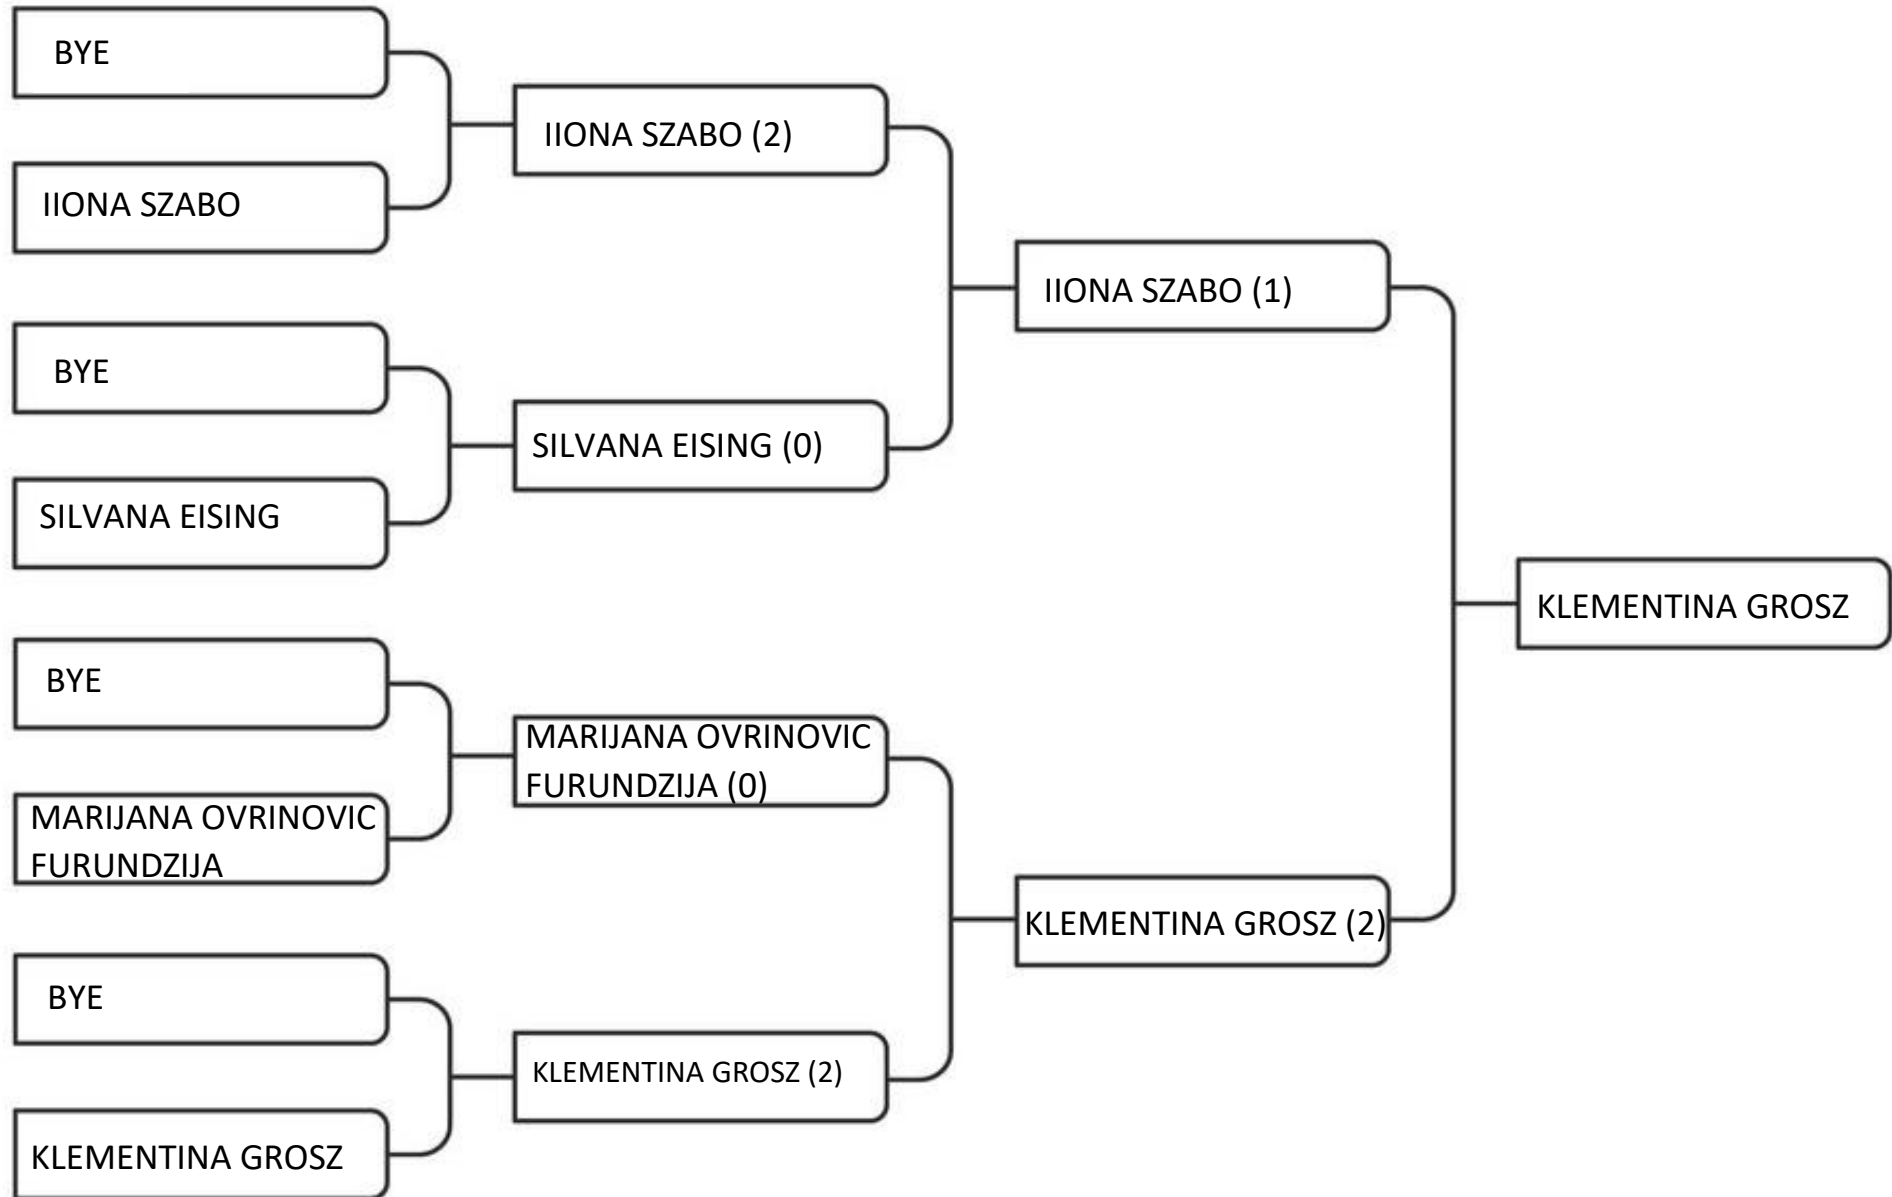 BYE
IIONA SZABO
BYE
SILVANA EISING
BYE
MARIJANA OVRINOVIC
FURUNDZIJA
BYE
KLEMENTINA GROSZ
IIONA SZABO (2)
SILVANA EISING (0)
MARIJANA OVRINOVIC
FURUNDZIJA (0)
KLEMENTINA GROSZ (2)
IIONA SZABO (1)
KLEMENTINA GROSZ (2)
KLEMENTINA GROSZ